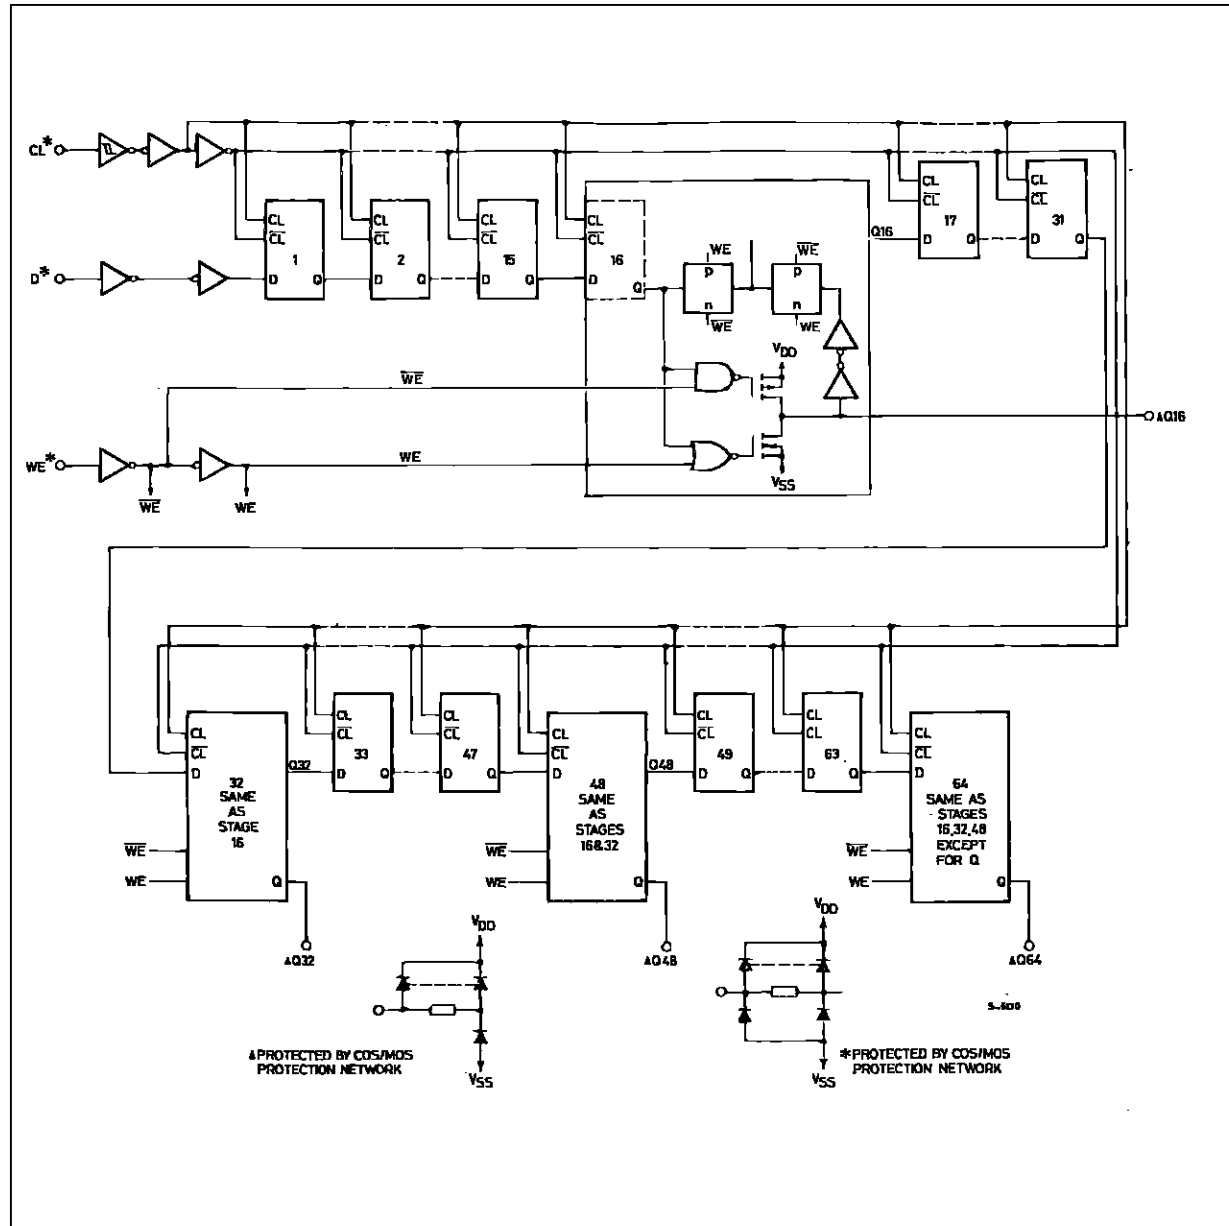 CL*
CL
CL
1
CL
CL
2
CL
CL
15
CL
CL
16
CL
CL
17
CL
CL
31
Q16
D
Q
D
Q
D*
D
Q
D
Q
D
Q
D
Q
WE
p
n
WE
WE
p
n
WE
VDD
WE
▲Q16
WE*
WE
VSS
WE
WE
CL
CL
D
32
SAME
AS
STAGE
16
WE
WE
Q
▲Q32
Q32
CL
CL
33
D
Q
CL
CL
47
D
Q
CL
CL
D
48
SAME
AS
STAGES
16&32
WE
WE
Q
▲Q48
Q48
CL
CL
49
D
Q
CL
CL
63
D
Q
CL
CL
D
64
SAME AS
STAGES
16,32,48
EXCEPT
FOR Q
WE
WE
Q
▲Q64
VDD
VSS
▲PROTECTED BY COS/MOS
PROTECTION NETWORK
VDD
VSS
*PROTECTED BY COS/MOS
PROTECTION NETWORK